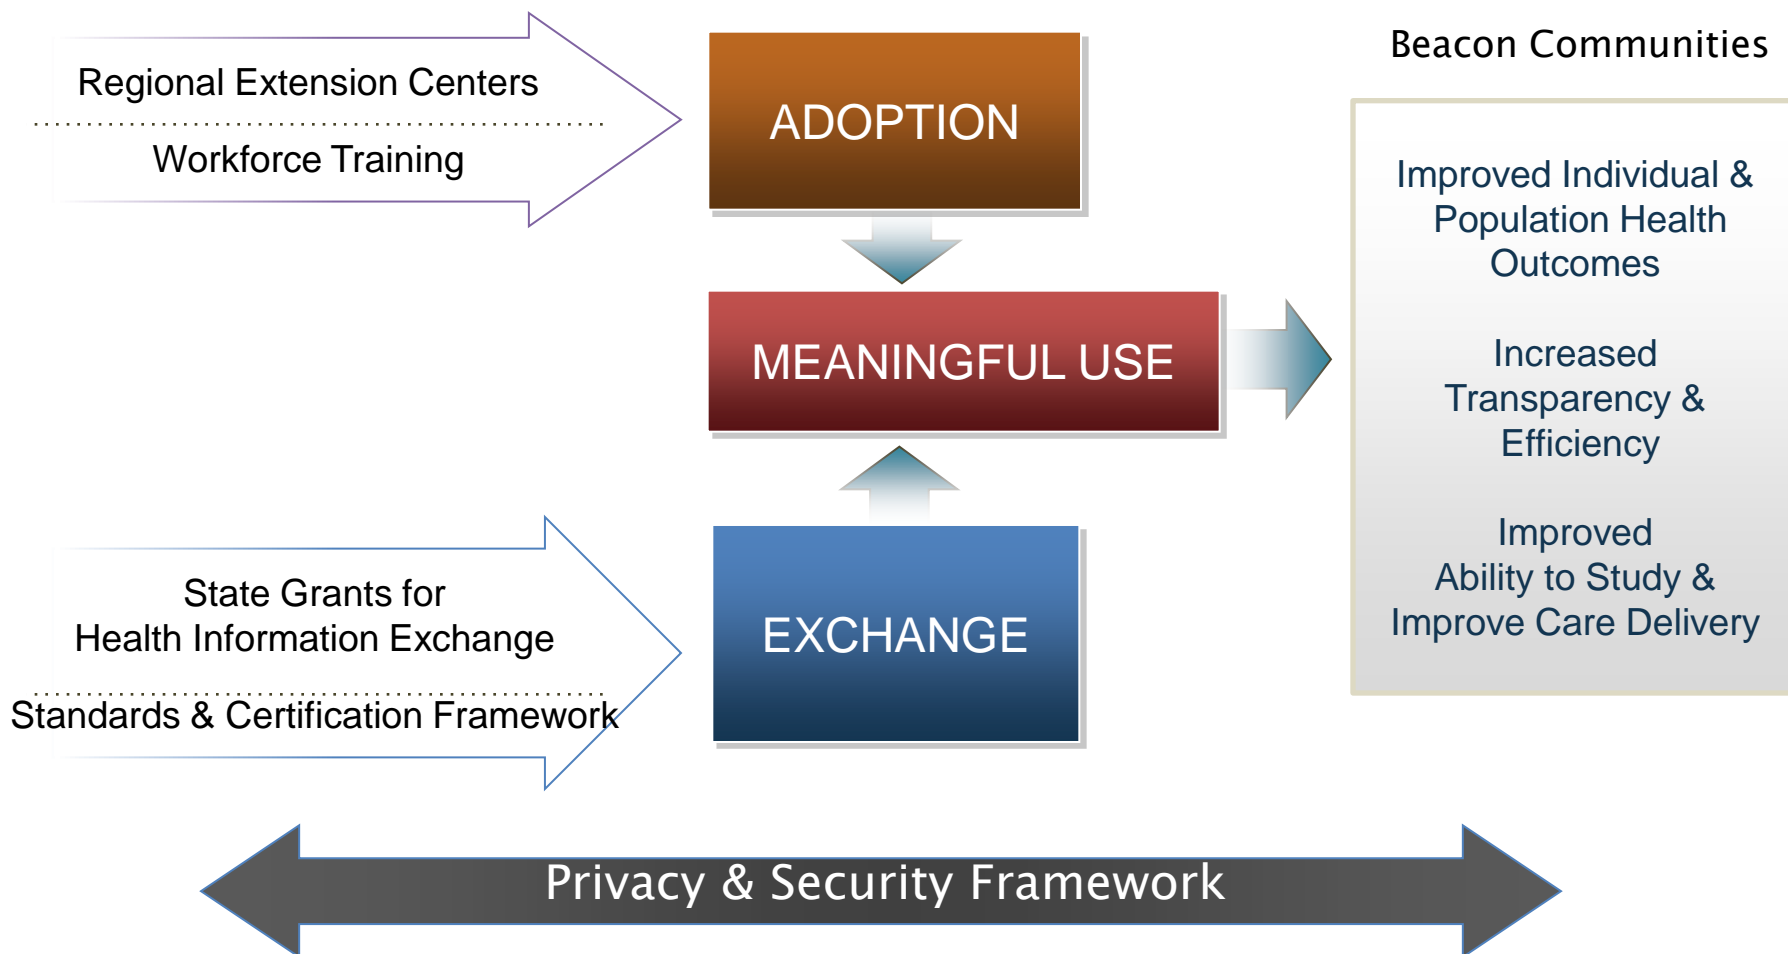 Regional Extension Centers
Workforce Training
ADOPTION
MEANINGFUL USE
State Grants for
Health Information Exchange
Standards & Certification Framework
EXCHANGE
Beacon Communities
Improved Individual &
Population Health
Outcomes
Increased
Transparency &
Efficiency
Improved
Ability to Study &
Improve Care Delivery
Privacy & Security Framework